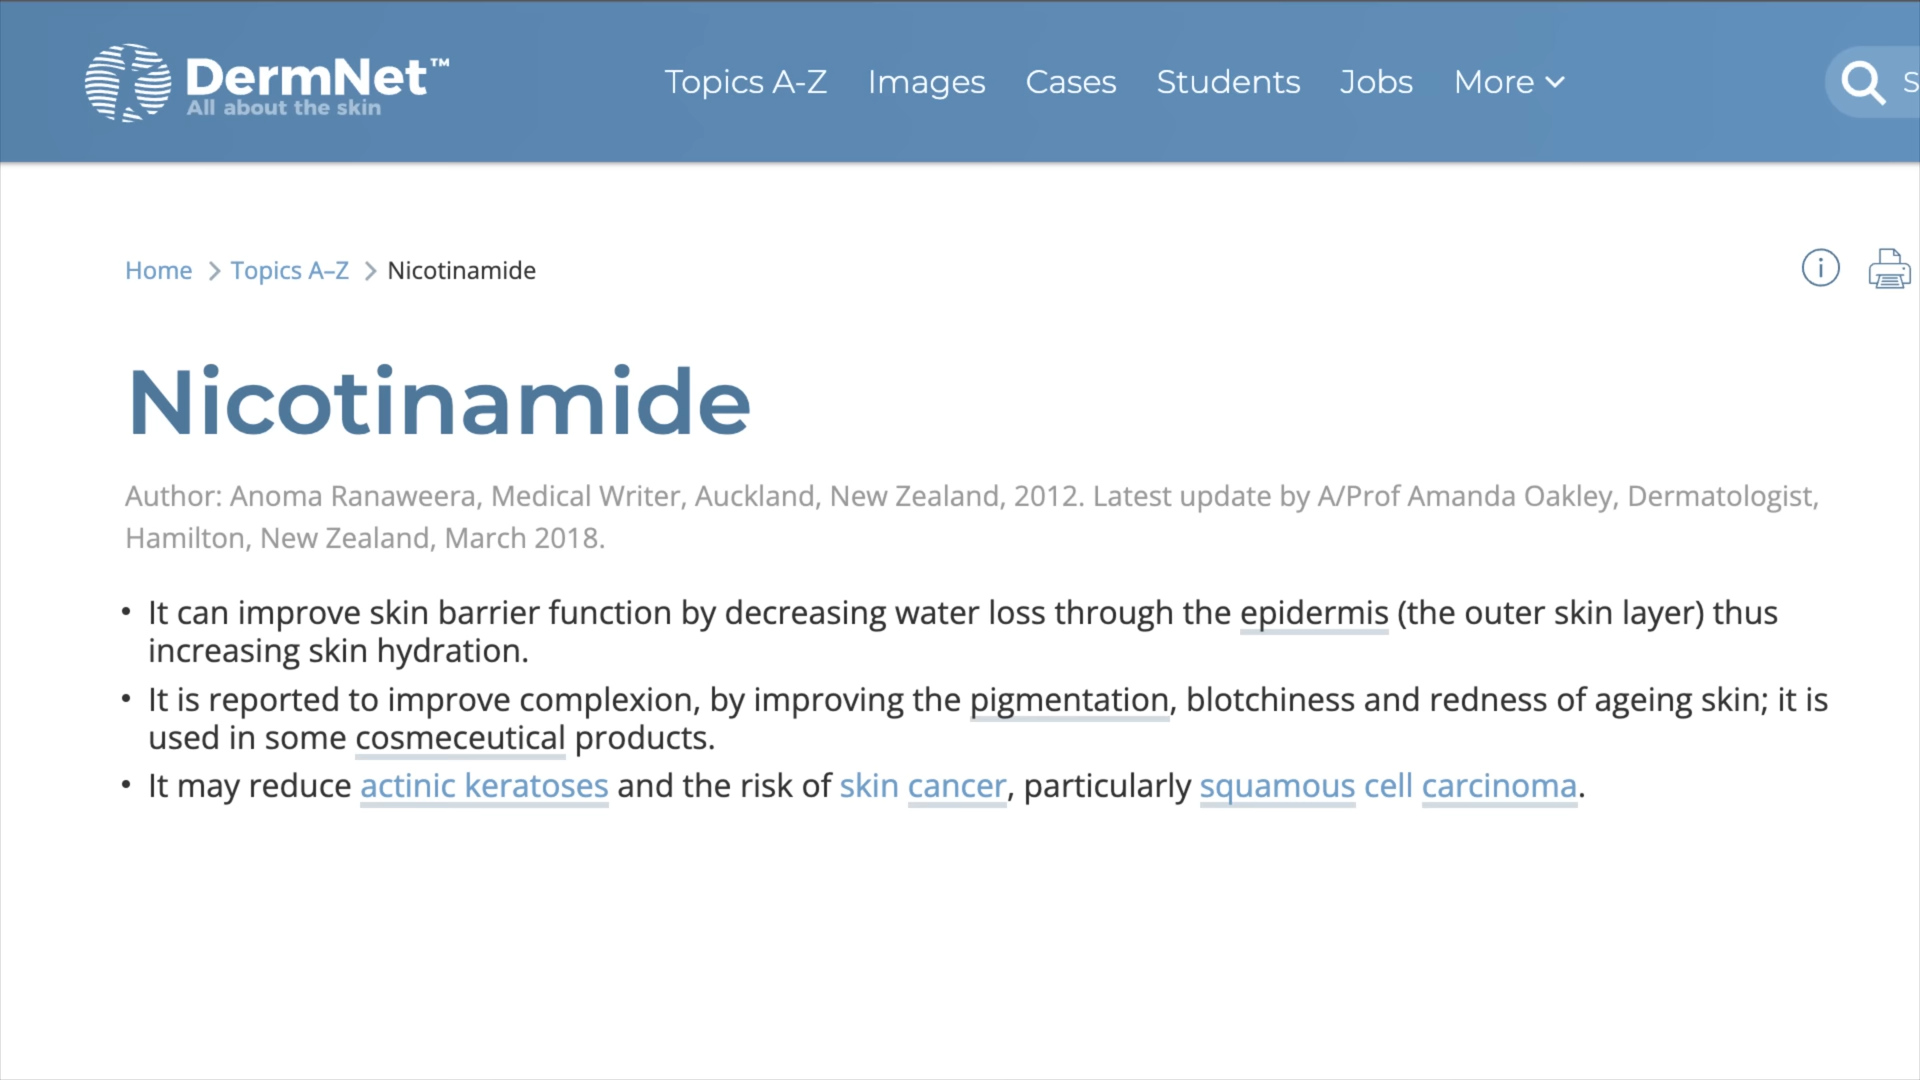 DermNet™
All about the skin
Topics A-Z Images Cases Students Jobs More
S
Home > Topics A–Z > Nicotinamide
Nicotinamide
Author: Anoma Ranaweera, Medical Writer, Auckland, New Zealand, 2012. Latest update by A/Prof Amanda Oakley, Dermatologist,
Hamilton, New Zealand, March 2018.
• It can improve skin barrier function by decreasing water loss through the epidermis (the outer skin layer) thus
increasing skin hydration.
• It is reported to improve complexion, by improving the pigmentation, blotchiness and redness of ageing skin; it is
used in some cosmeceutical products.
• It may reduce actinic keratoses and the risk of skin cancer, particularly squamous cell carcinoma.